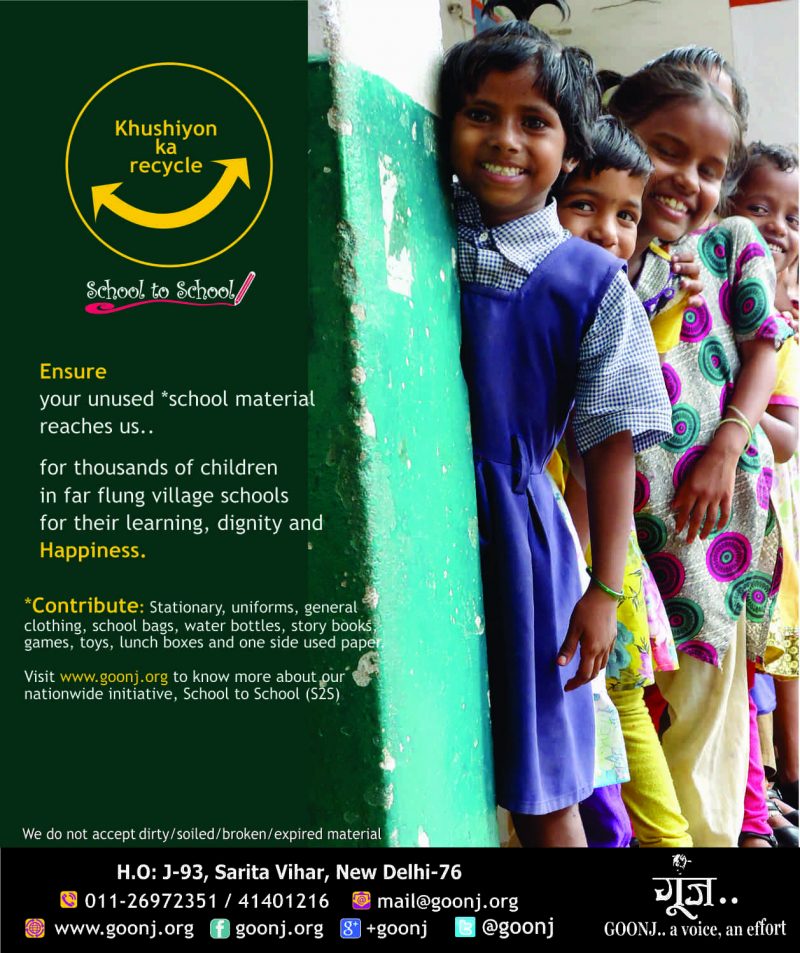 Khushiyon
ka
recycle
School to School
Ensure
your unused *school material
reaches us..
for thousands of children
in far flung village schools
for their learning, dignity and
Happiness.
*Contribute: Stationary, uniforms, general
clothing, school bags, water bottles, story books,
games, toys, lunch boxes and one side used paper.
Visit www.goonj.org to know more about our
nationwide initiative, School to School (S2S)
We do not accept dirty/soiled/broken/expired material
H.O: J-93, Sarita Vihar, New Delhi-76
011-26972351 / 41401216 mail@goonj.org
www.goonj.org f goonj.org g+ +goonj t @goonj
गूंज..
GOONJ.. a voice, an effort